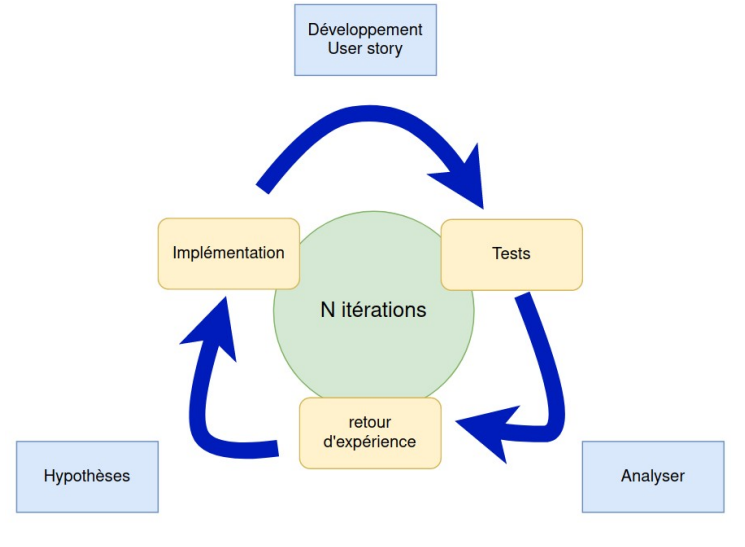 Développement
User story
Implémentation
Tests
N itérations
retour
d'expérience
Hypothèses
Analyser